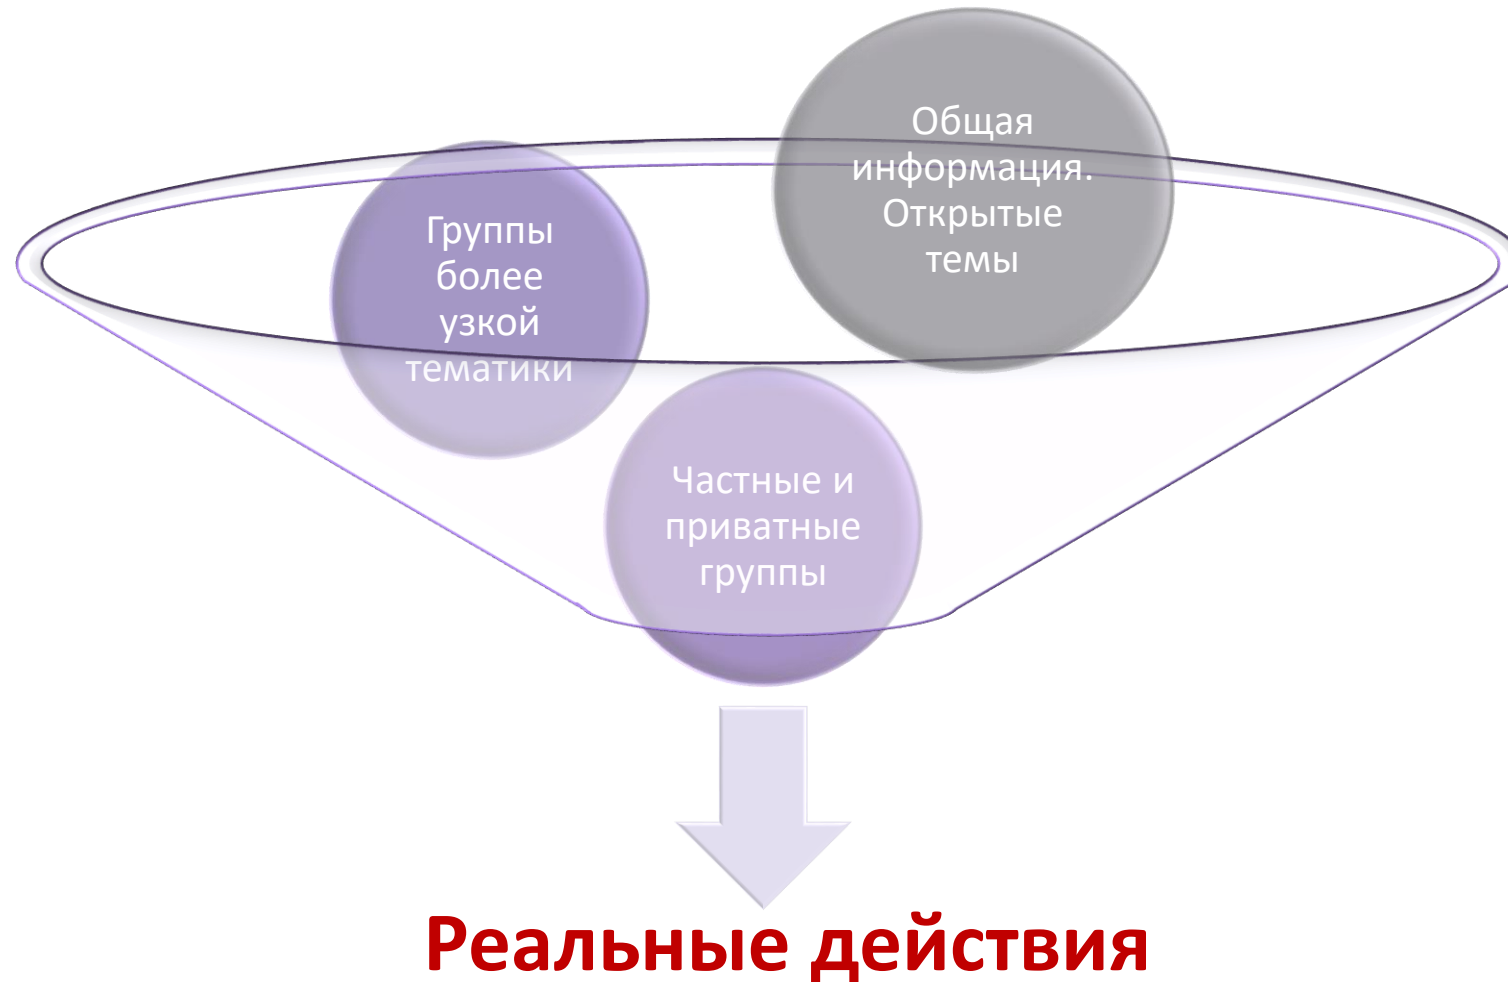 Общая
информация.
Открытые
темы
Группы
более
узкой
тематики
Частные и
приватные
группы
Реальные действия